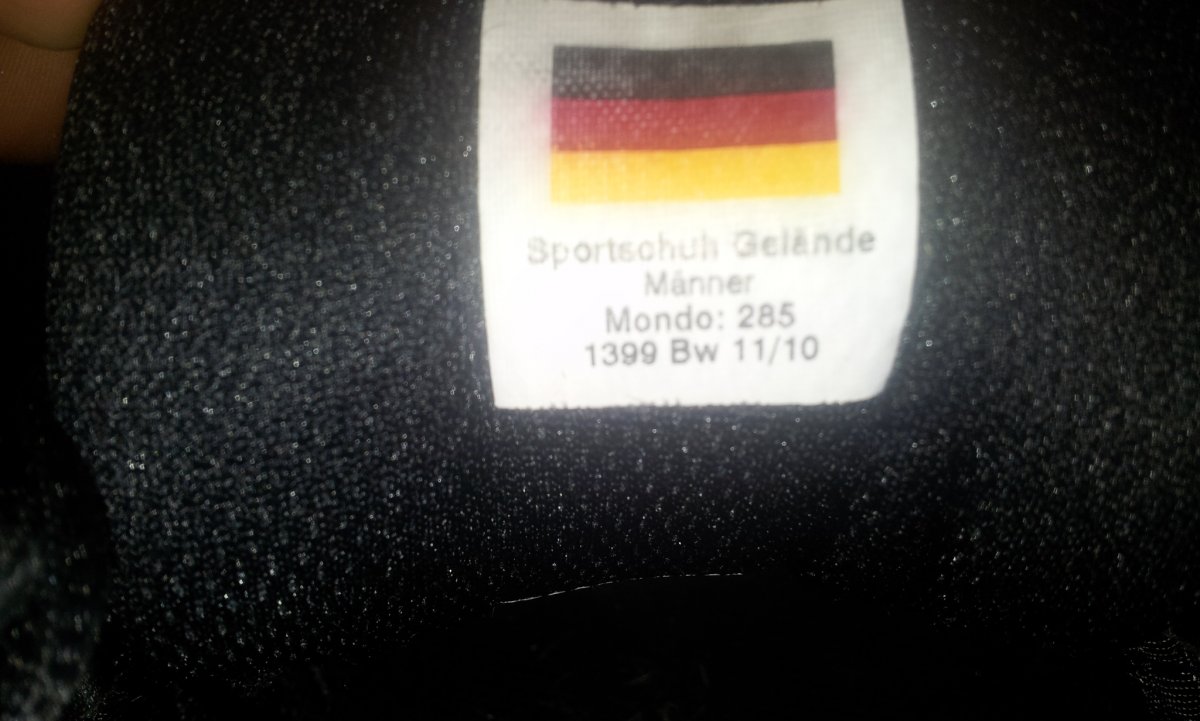 Sportschuh Gelände
Männer
Mondo: 285
1399 Bw 11/10